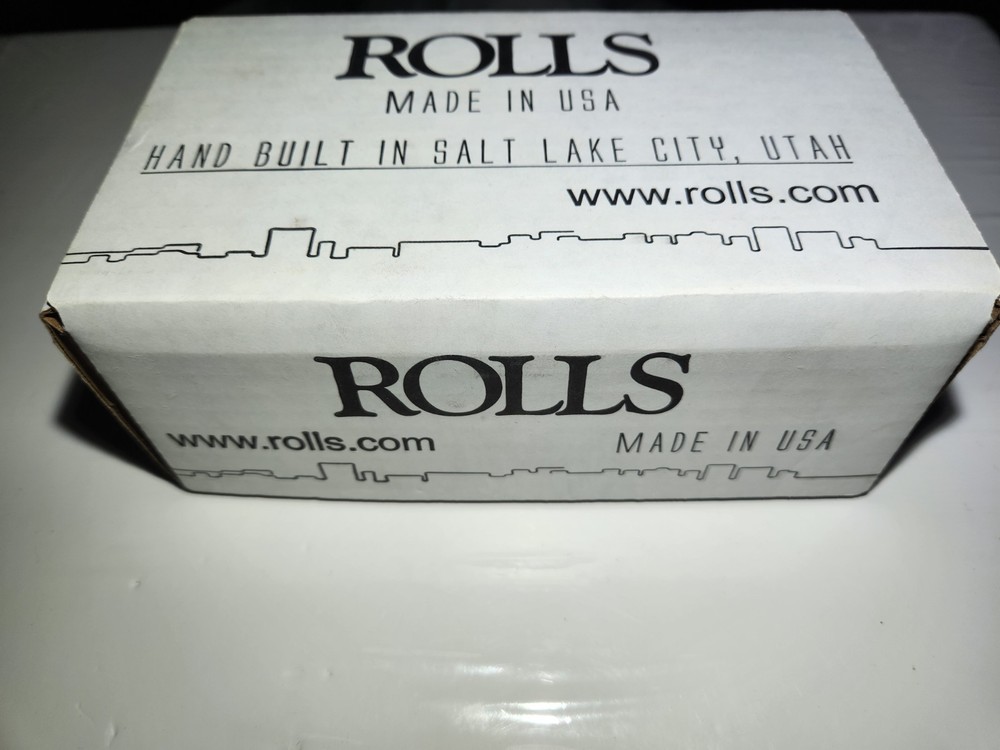 ROLLS
MADE IN USA
HAND BUILT IN SALT LAKE CITY, UTAH
www.rolls.com
ROLLS
www.rolls.com MADE IN USA